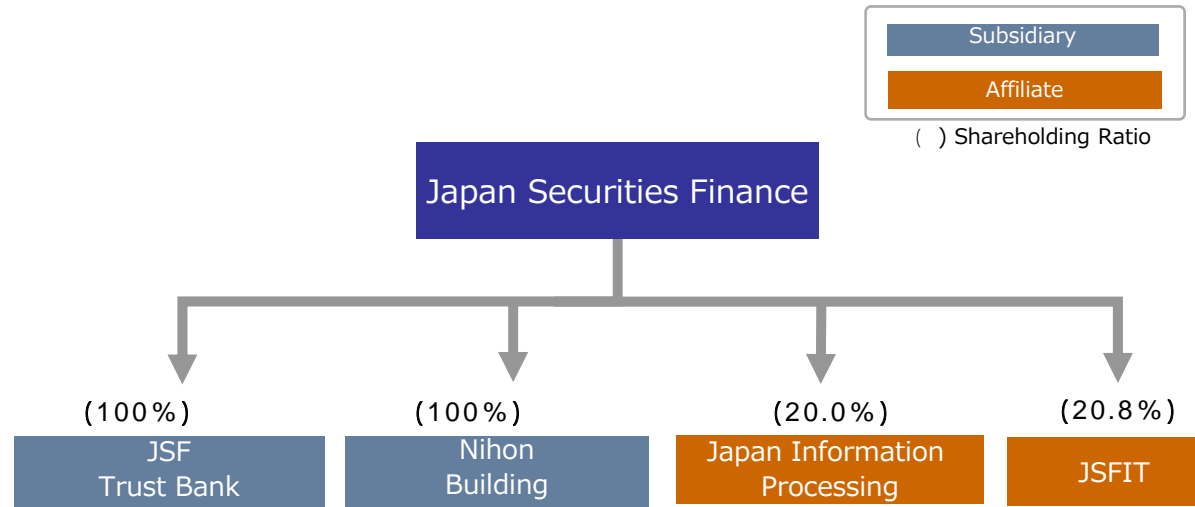 Subsidiary
Affiliate
( ) Shareholding Ratio
Japan Securities Finance
(100%)
(100%)
(20.0%)
(20.8%)
JSF
Trust Bank
Nihon
Building
Japan Information
Processing
JSFIT